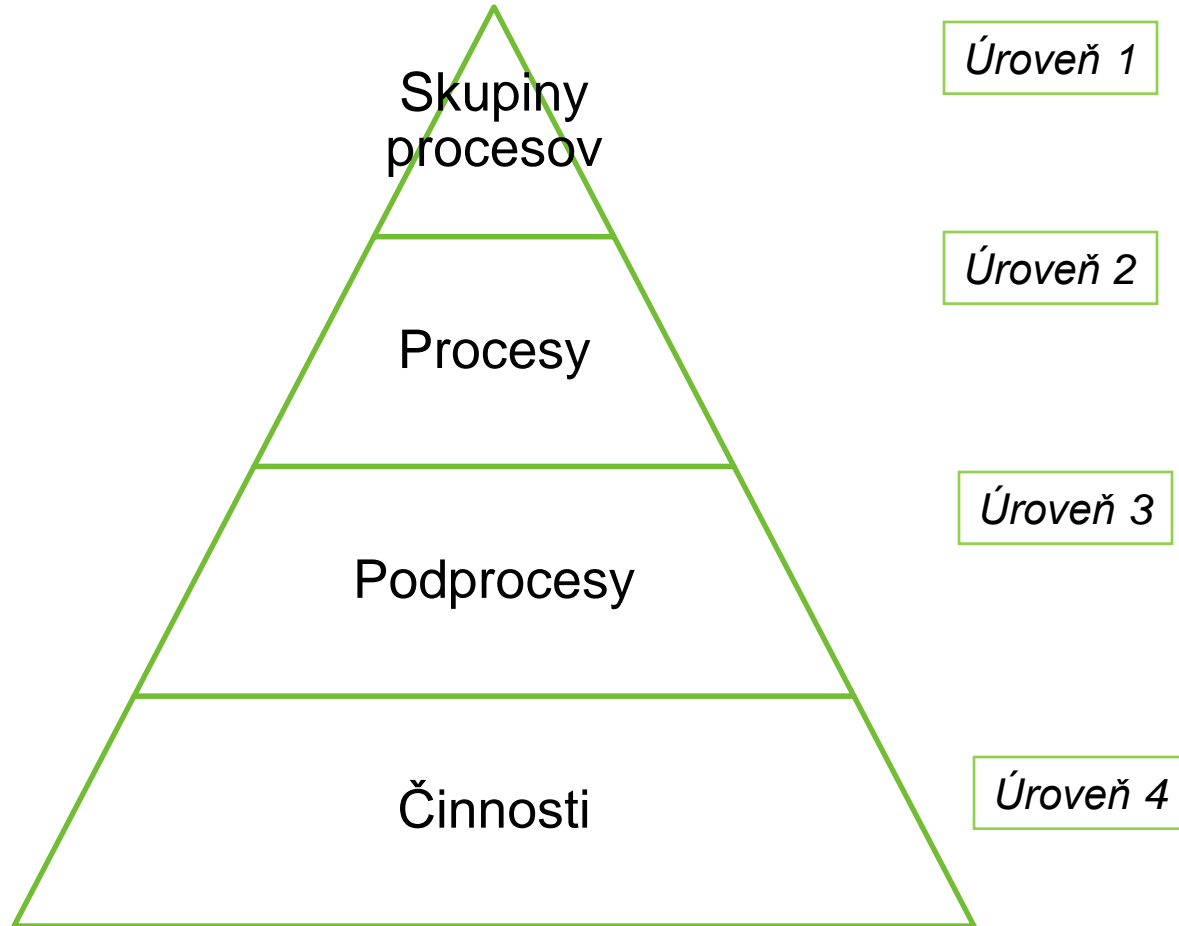 Skupiny
procesov
Úroveň 1
Procesy
Úroveň 2
Podprocesy
Úroveň 3
Činnosti
Úroveň 4